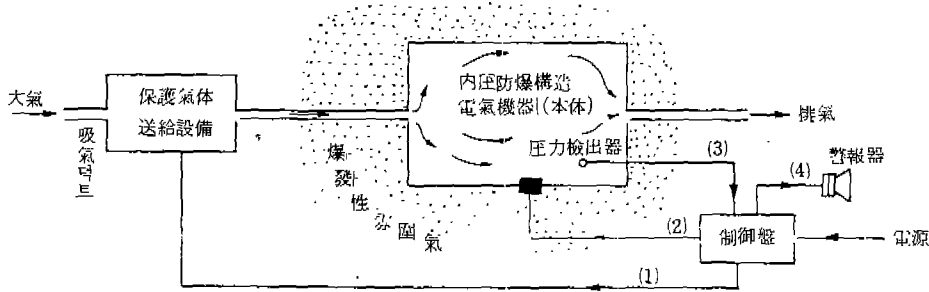 大氣
吸氣덕트
保護氣体
送給設備
爆發性雰圍氣
内圧防爆構造
電氣機器(本体)
圧力檢出器
排氣
(3)
(4)
警報器
(2)
制御盤
電源
(1)